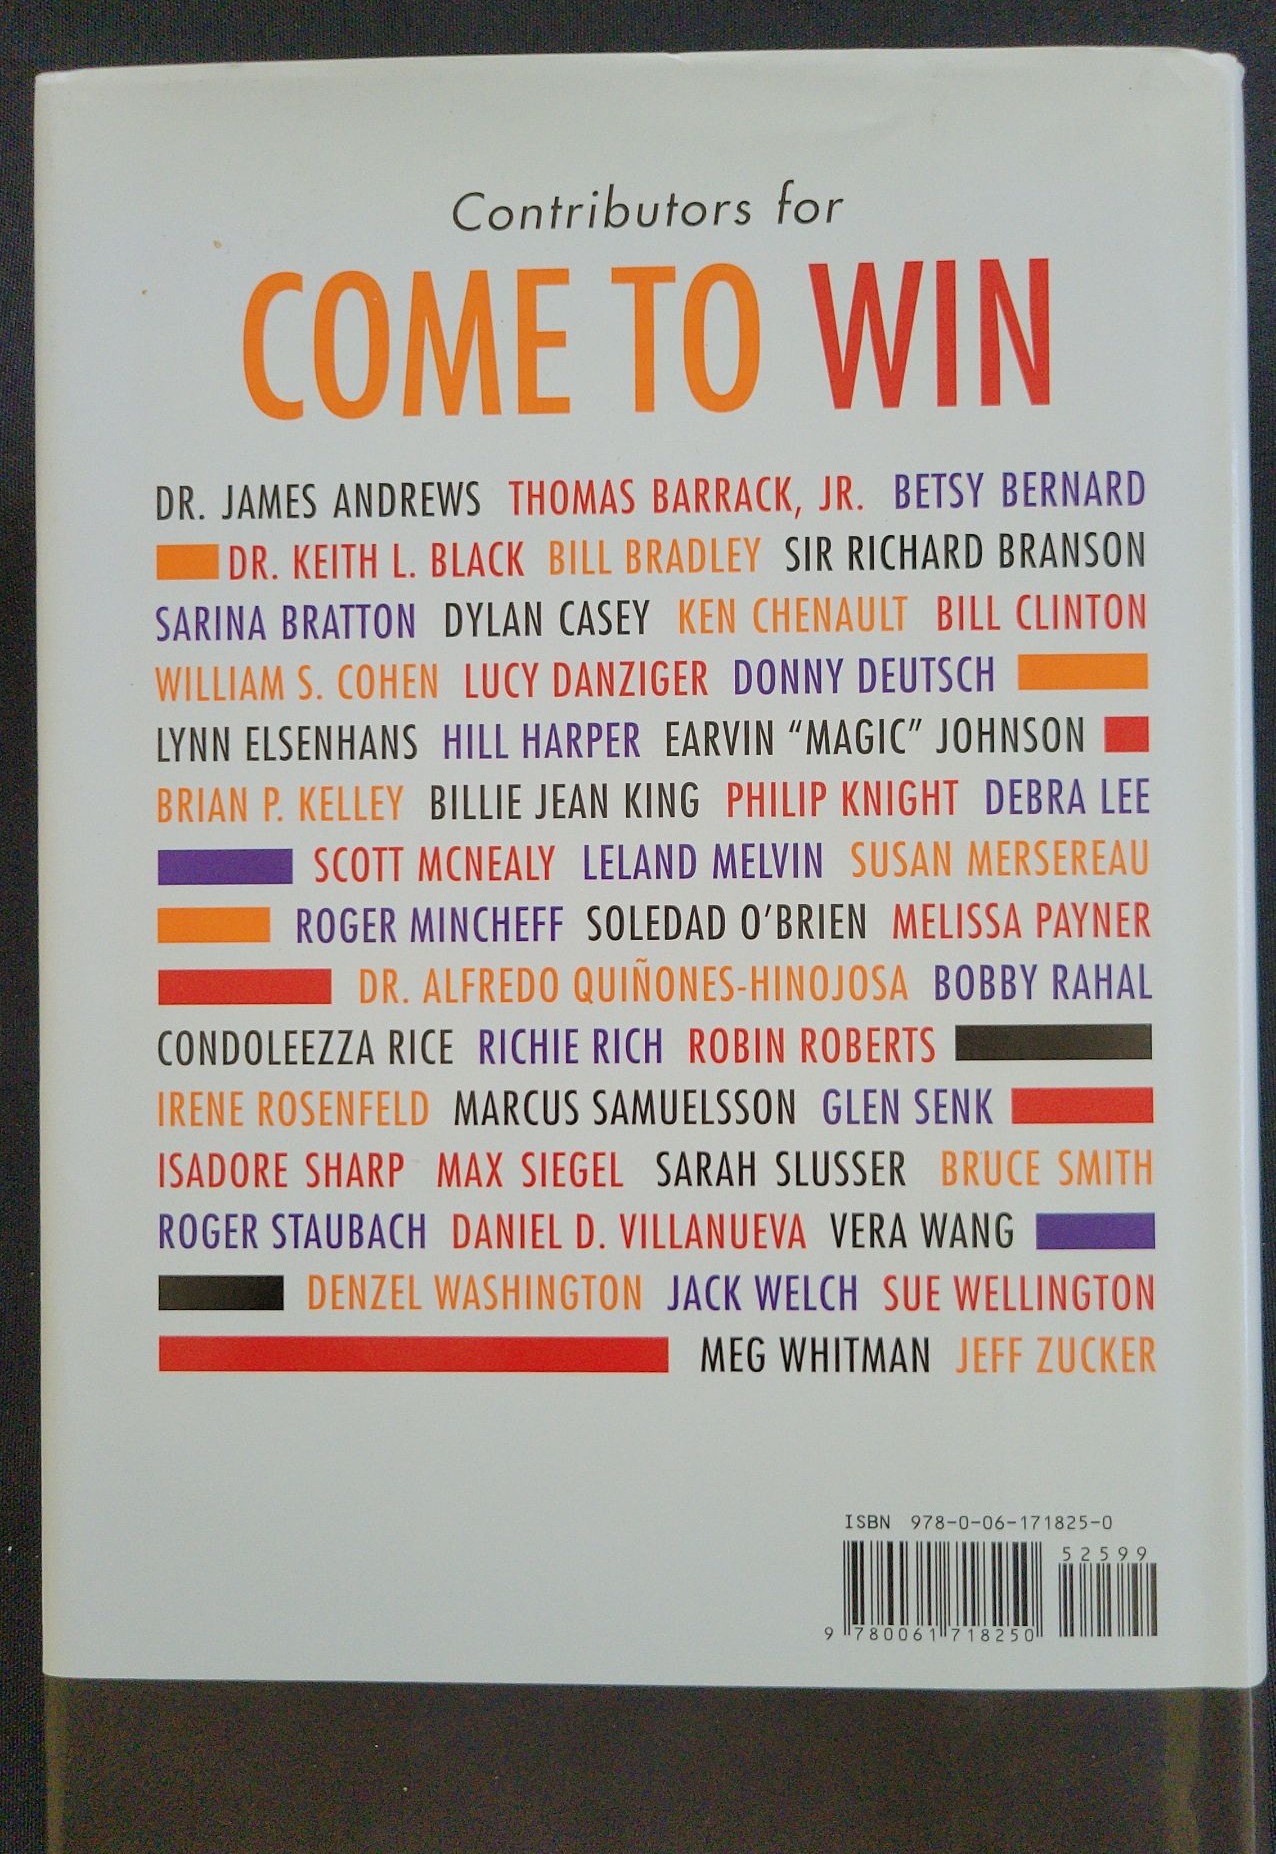 Contributors for
COME TO WIN
DR. JAMES ANDREWS THOMAS BARRACK, JR. BETSY BERNARD
DR. KEITH L. BLACK BILL BRADLEY SIR RICHARD BRANSON
SARINA BRATTON DYLAN CASEY KEN CHENAULT BILL CLINTON
WILLIAM S. COHEN LUCY DANZIGER DONNY DEUTSCH
LYNN ELSENHANS HILL HARPER EARVIN “MAGIC” JOHNSON
BRIAN P. KELLEY BILLIE JEAN KING PHILIP KNIGHT DEBRA LEE
SCOTT MCNEALY LELAND MELVIN SUSAN MERSEREAU
ROGER MINCHEFF SOLEDAD O’BRIEN MELISSA PAYNER
DR. ALFREDO QUIÑONES-HINOJOSA BOBBY RAHAL
CONDOLEEZZA RICE RICHIE RICH ROBIN ROBERTS
IRENE ROSENFELD MARCUS SAMUELSSON GLEN SENK
ISADORE SHARP MAX SIEGEL SARAH SLUSSER BRUCE SMITH
ROGER STAUBACH DANIEL D. VILLANUEVA VERA WANG
DENZEL WASHINGTON JACK WELCH SUE WELLINGTON
MEG WHITMAN JEFF ZUCKER
ISBN 978-0-06-171825-0
52599
9 780061 718250